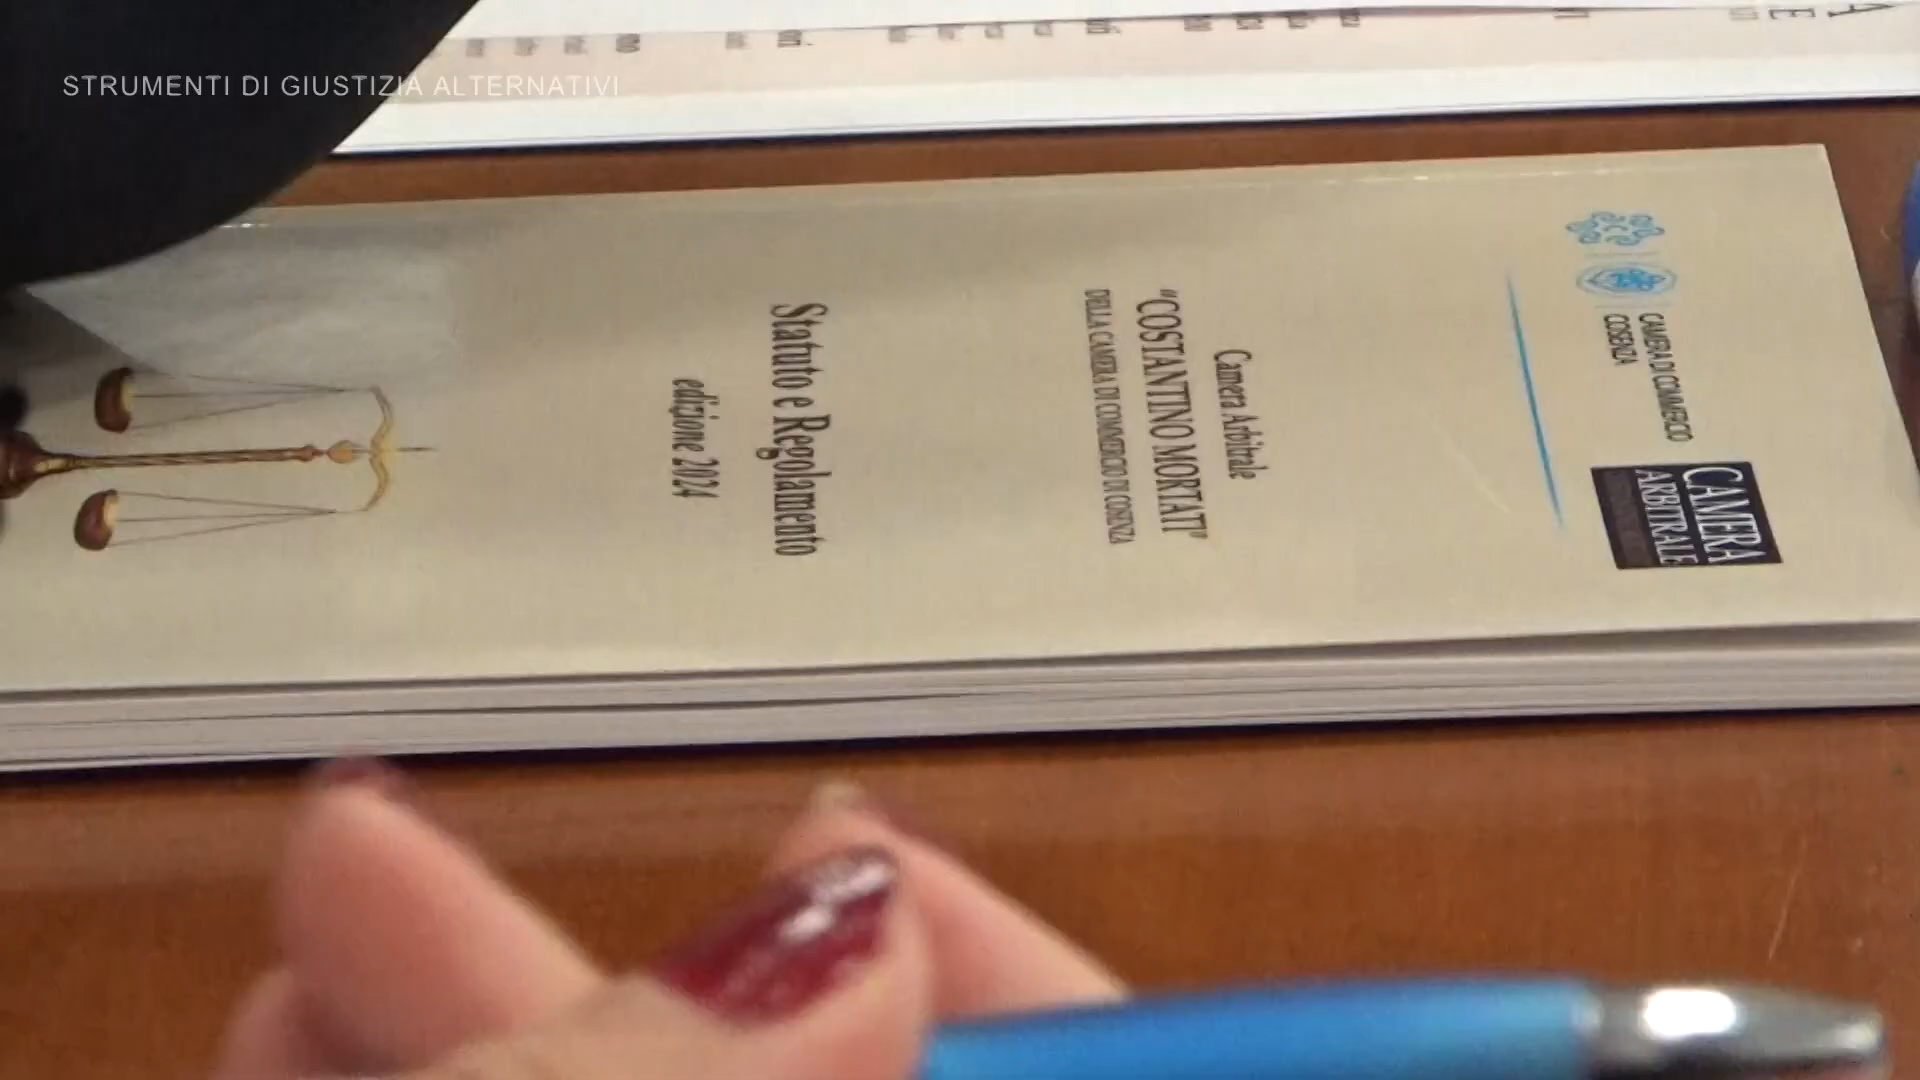 STRUMENTI DI GIUSTIZIA ALTERNATIVI
CAMERA DI COMMERCIO
COSENZA
CAMERA
ARBITRALE
Camera Arbitrale
"COSTANTINO MORTATI"
DELLA CAMERA DI COMMERCIO DI COSENZA
Statuto e Regolamento
edizione 2024